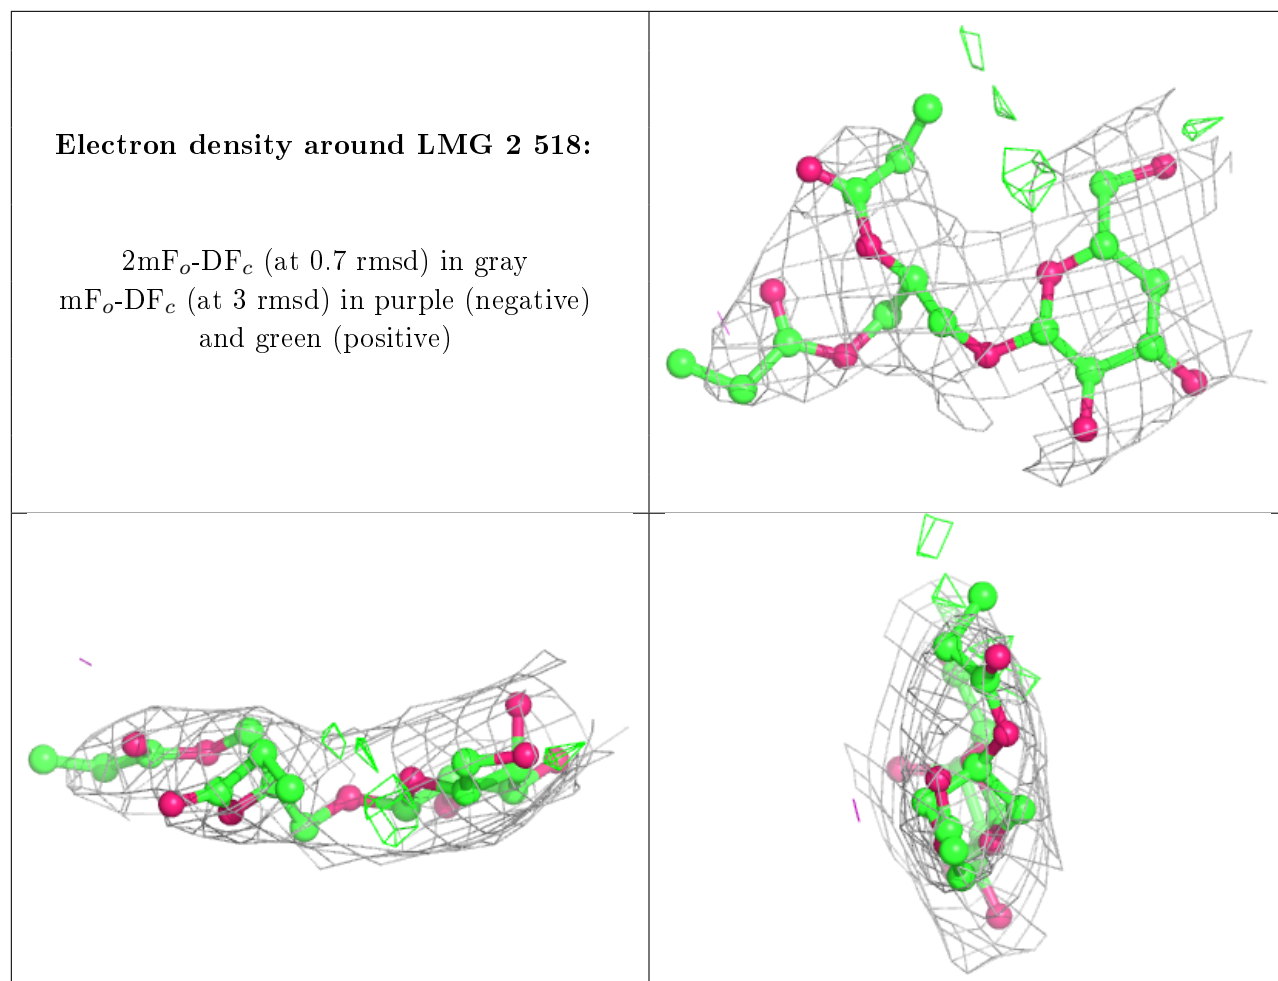 Electron density around LMG 2 518:
2mFₒ-DF𝒸 (at 0.7 rmsd) in gray
mFₒ-DF𝒸 (at 3 rmsd) in purple (negative)
and green (positive)